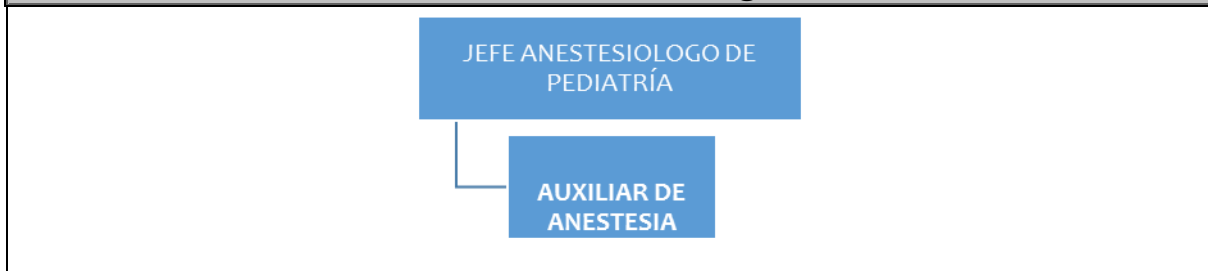 JEFE ANESTESIOLOGO DE
PEDIATRÍA
AUXILIAR DE
ANESTESIA